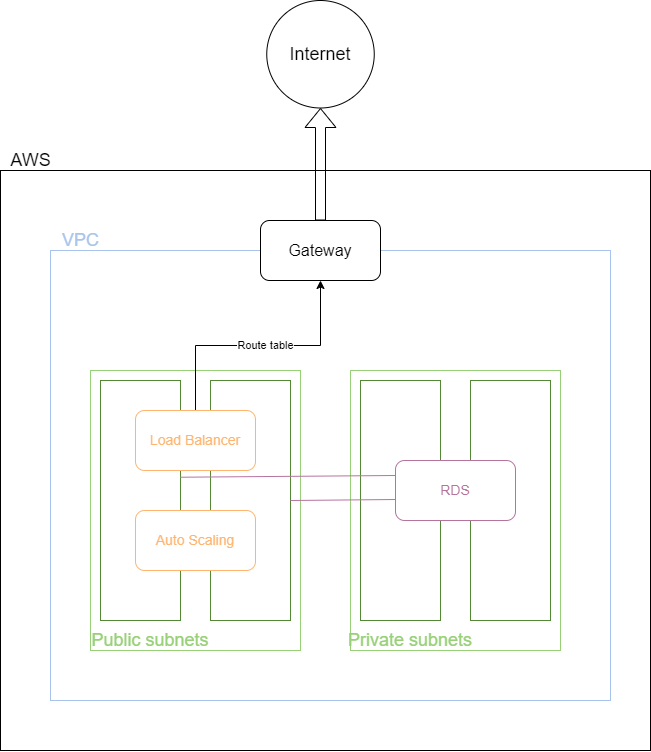 Internet
AWS
VPC
Gateway
Route table
Load Balancer
RDS
Auto Scaling
Public subnets
Private subnets